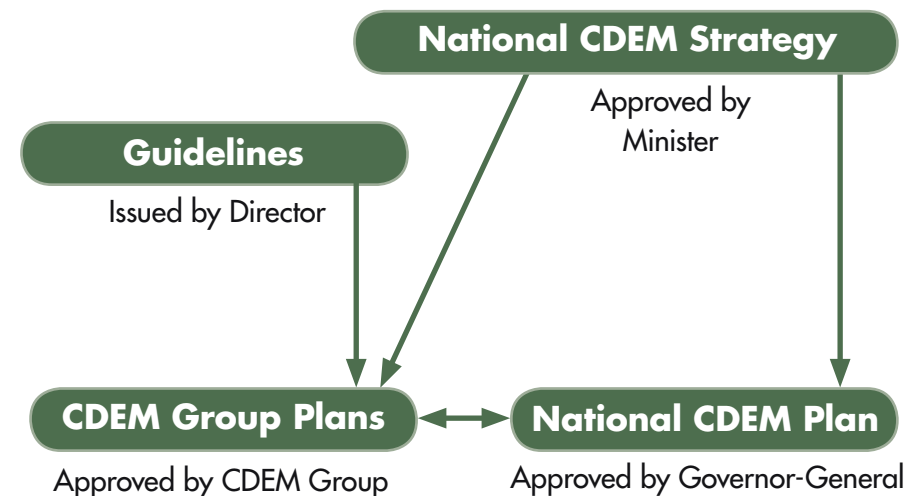 National CDEM Strategy
Approved by
Minister
Guidelines
Issued by Director
CDEM Group Plans
Approved by CDEM Group
National CDEM Plan
Approved by Governor-General